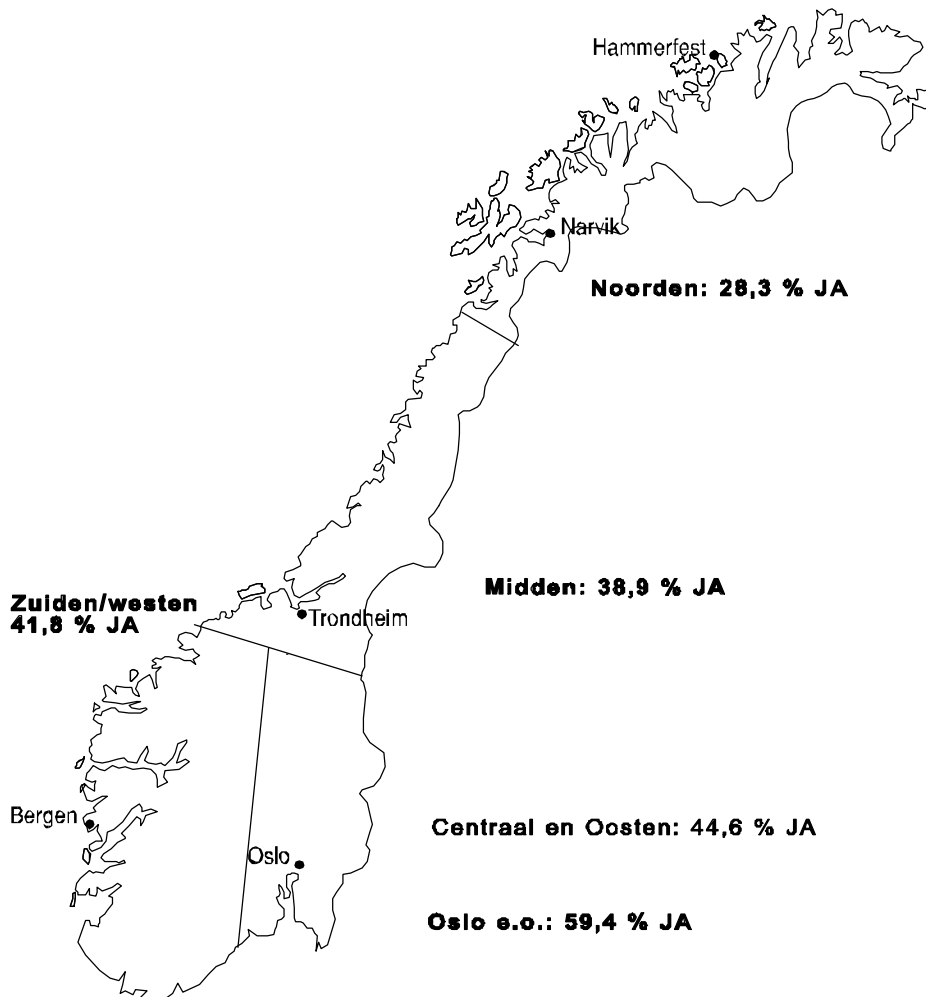 Hammerfest
Narvik
Noorden: 28,3 % JA
Midden: 38,9 % JA
Zuiden/westen
41,8 % JA
Trondheim
Bergen
Centraal en Oosten: 44,6 % JA
Oslo
Oslo e.o.: 59,4 % JA